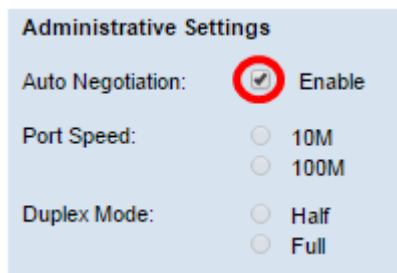 Administrative Settings
Auto Negotiation: Enable
Port Speed: 10M
100M
Duplex Mode: Half
Full